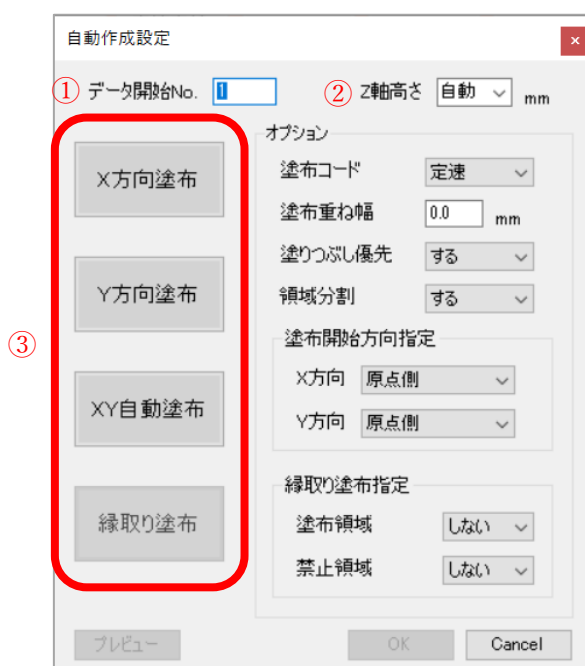 自動作成設定
×
① データ開始No. 1 ② Z軸高さ 自動 mm
③
X方向塗布
Y方向塗布
XY自動塗布
縁取り塗布
オプション
塗布コード 定速
塗布重ね幅 0.0 mm
塗りつぶし優先 する
領域分割 する
塗布開始方向指定
X方向 原点側
Y方向 原点側
縁取り塗布指定
塗布領域 しない
禁止領域 しない
プレビュー OK Cancel